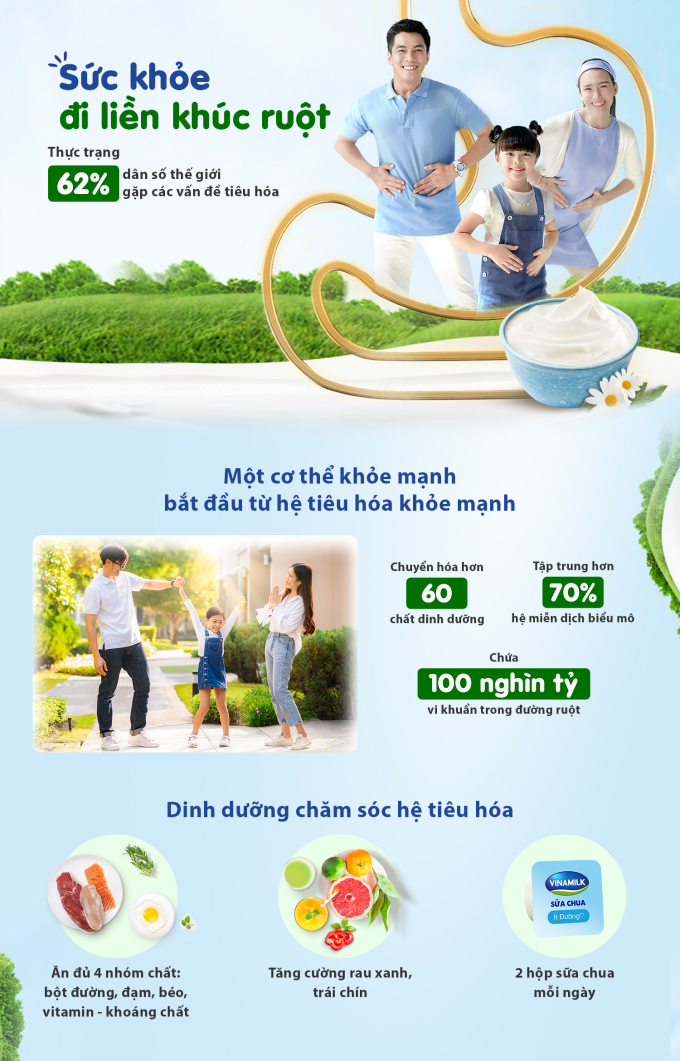 Sức khỏe
đi liền khúc ruột
Thực trạng
62%
dân số thế giới
gặp các vấn đề tiêu hóa
Một cơ thể khỏe mạnh
bắt đầu từ hệ tiêu hóa khỏe mạnh
Chuyển hóa hơn
60
chất dinh dưỡng
Tập trung hơn
70%
hệ miễn dịch biểu mô
Chứa
100 nghìn tỷ
vi khuẩn trong đường ruột
Dinh dưỡng chăm sóc hệ tiêu hóa
VINAMILK
SỮA CHUA
Ít Đường
Ăn đủ 4 nhóm chất:
bột đường, đạm, béo,
vitamin - khoáng chất
Tăng cường rau xanh,
trái chín
2 hộp sữa chua
mỗi ngày